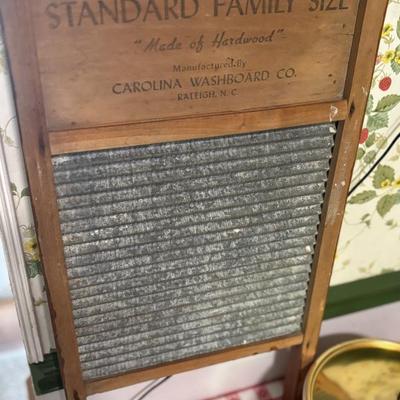 STANDARD FAMILY SIZE
"Made of Hardwood"
Manufactured By
CAROLINA WASHBOARD CO.
RALEIGH, N. C.